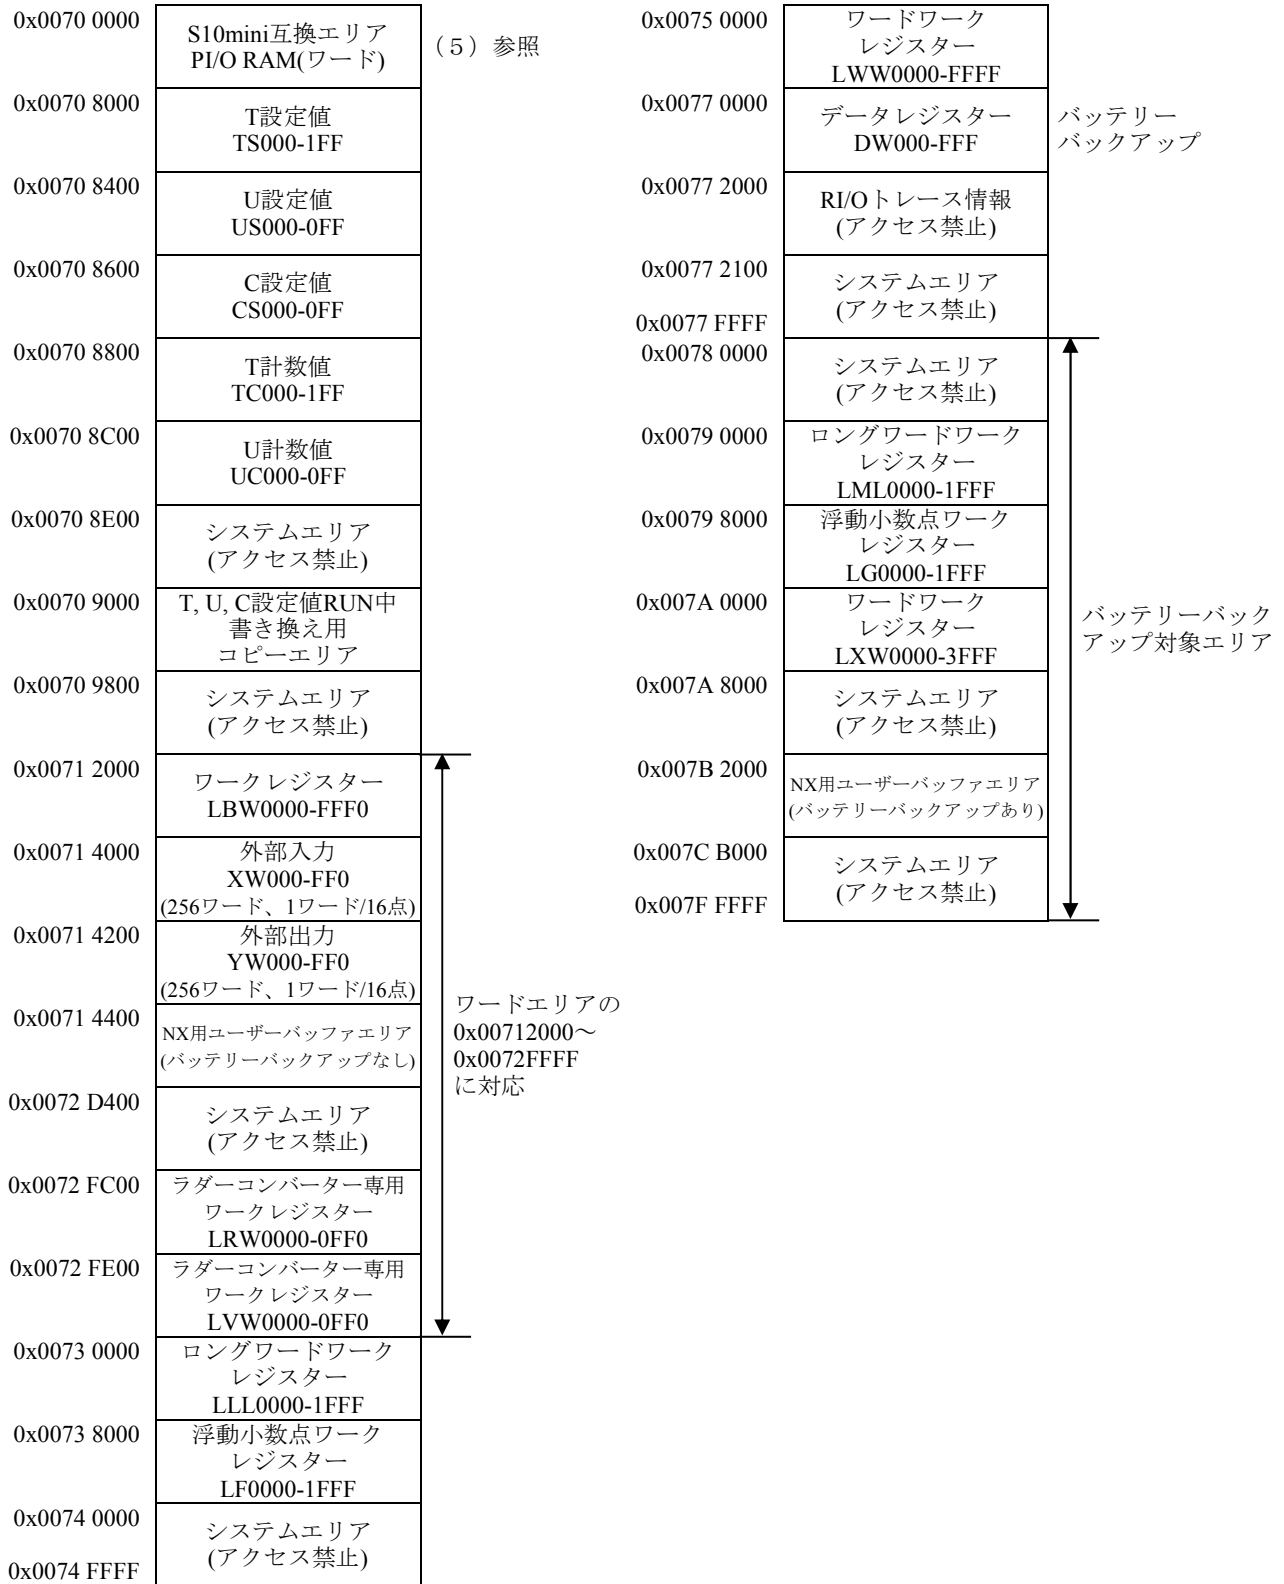 0x0070 0000
S10mini互換エリア
PI/O RAM(ワード)
(5) 参照
0x0070 8000
T設定値
TS000-1FF
0x0070 8400
U設定値
US000-0FF
0x0070 8600
C設定値
CS000-0FF
0x0070 8800
T計数値
TC000-1FF
0x0070 8C00
U計数値
UC000-0FF
0x0070 8E00
システムエリア
(アクセス禁止)
0x0070 9000
T, U, C設定値RUN中
書き換え用
コピーエリア
0x0070 9800
システムエリア
(アクセス禁止)
0x0071 2000
ワークレジスター
LBW0000-FFF0
0x0071 4000
外部入力
XW000-FF0
(256ワード、1ワード/16点)
0x0071 4200
外部出力
YW000-FF0
(256ワード、1ワード/16点)
0x0071 4400
NX用ユーザーバッファエリア
(バッテリーバックアップなし)
ワードエリアの
0x00712000～
0x0072FFFF
に対応
0x0072 D400
システムエリア
(アクセス禁止)
0x0072 FC00
ラダーコンバーター専用
ワークレジスター
LRW0000-0FF0
0x0072 FE00
ラダーコンバーター専用
ワークレジスター
LVW0000-0FF0
0x0073 0000
ロングワードワーク
レジスター
LLL0000-1FFF
0x0073 8000
浮動小数点ワーク
レジスター
LF0000-1FFF
0x0074 0000
システムエリア
(アクセス禁止)
0x0074 FFFF
0x0075 0000
ワードワーク
レジスター
LWW0000-FFFF
0x0077 0000
データレジスター
DW000-FFF
バッテリー
バックアップ
0x0077 2000
RI/Oトレース情報
(アクセス禁止)
0x0077 2100
システムエリア
(アクセス禁止)
0x0077 FFFF
0x0078 0000
システムエリア
(アクセス禁止)
0x0079 0000
ロングワードワーク
レジスター
LML0000-1FFF
0x0079 8000
浮動小数点ワーク
レジスター
LG0000-1FFF
0x007A 0000
ワードワーク
レジスター
LXW0000-3FFF
バッテリーバック
アップ対象エリア
0x007A 8000
システムエリア
(アクセス禁止)
0x007B 2000
NX用ユーザーバッファエリア
(バッテリーバックアップあり)
0x007C B000
システムエリア
(アクセス禁止)
0x007F FFFF